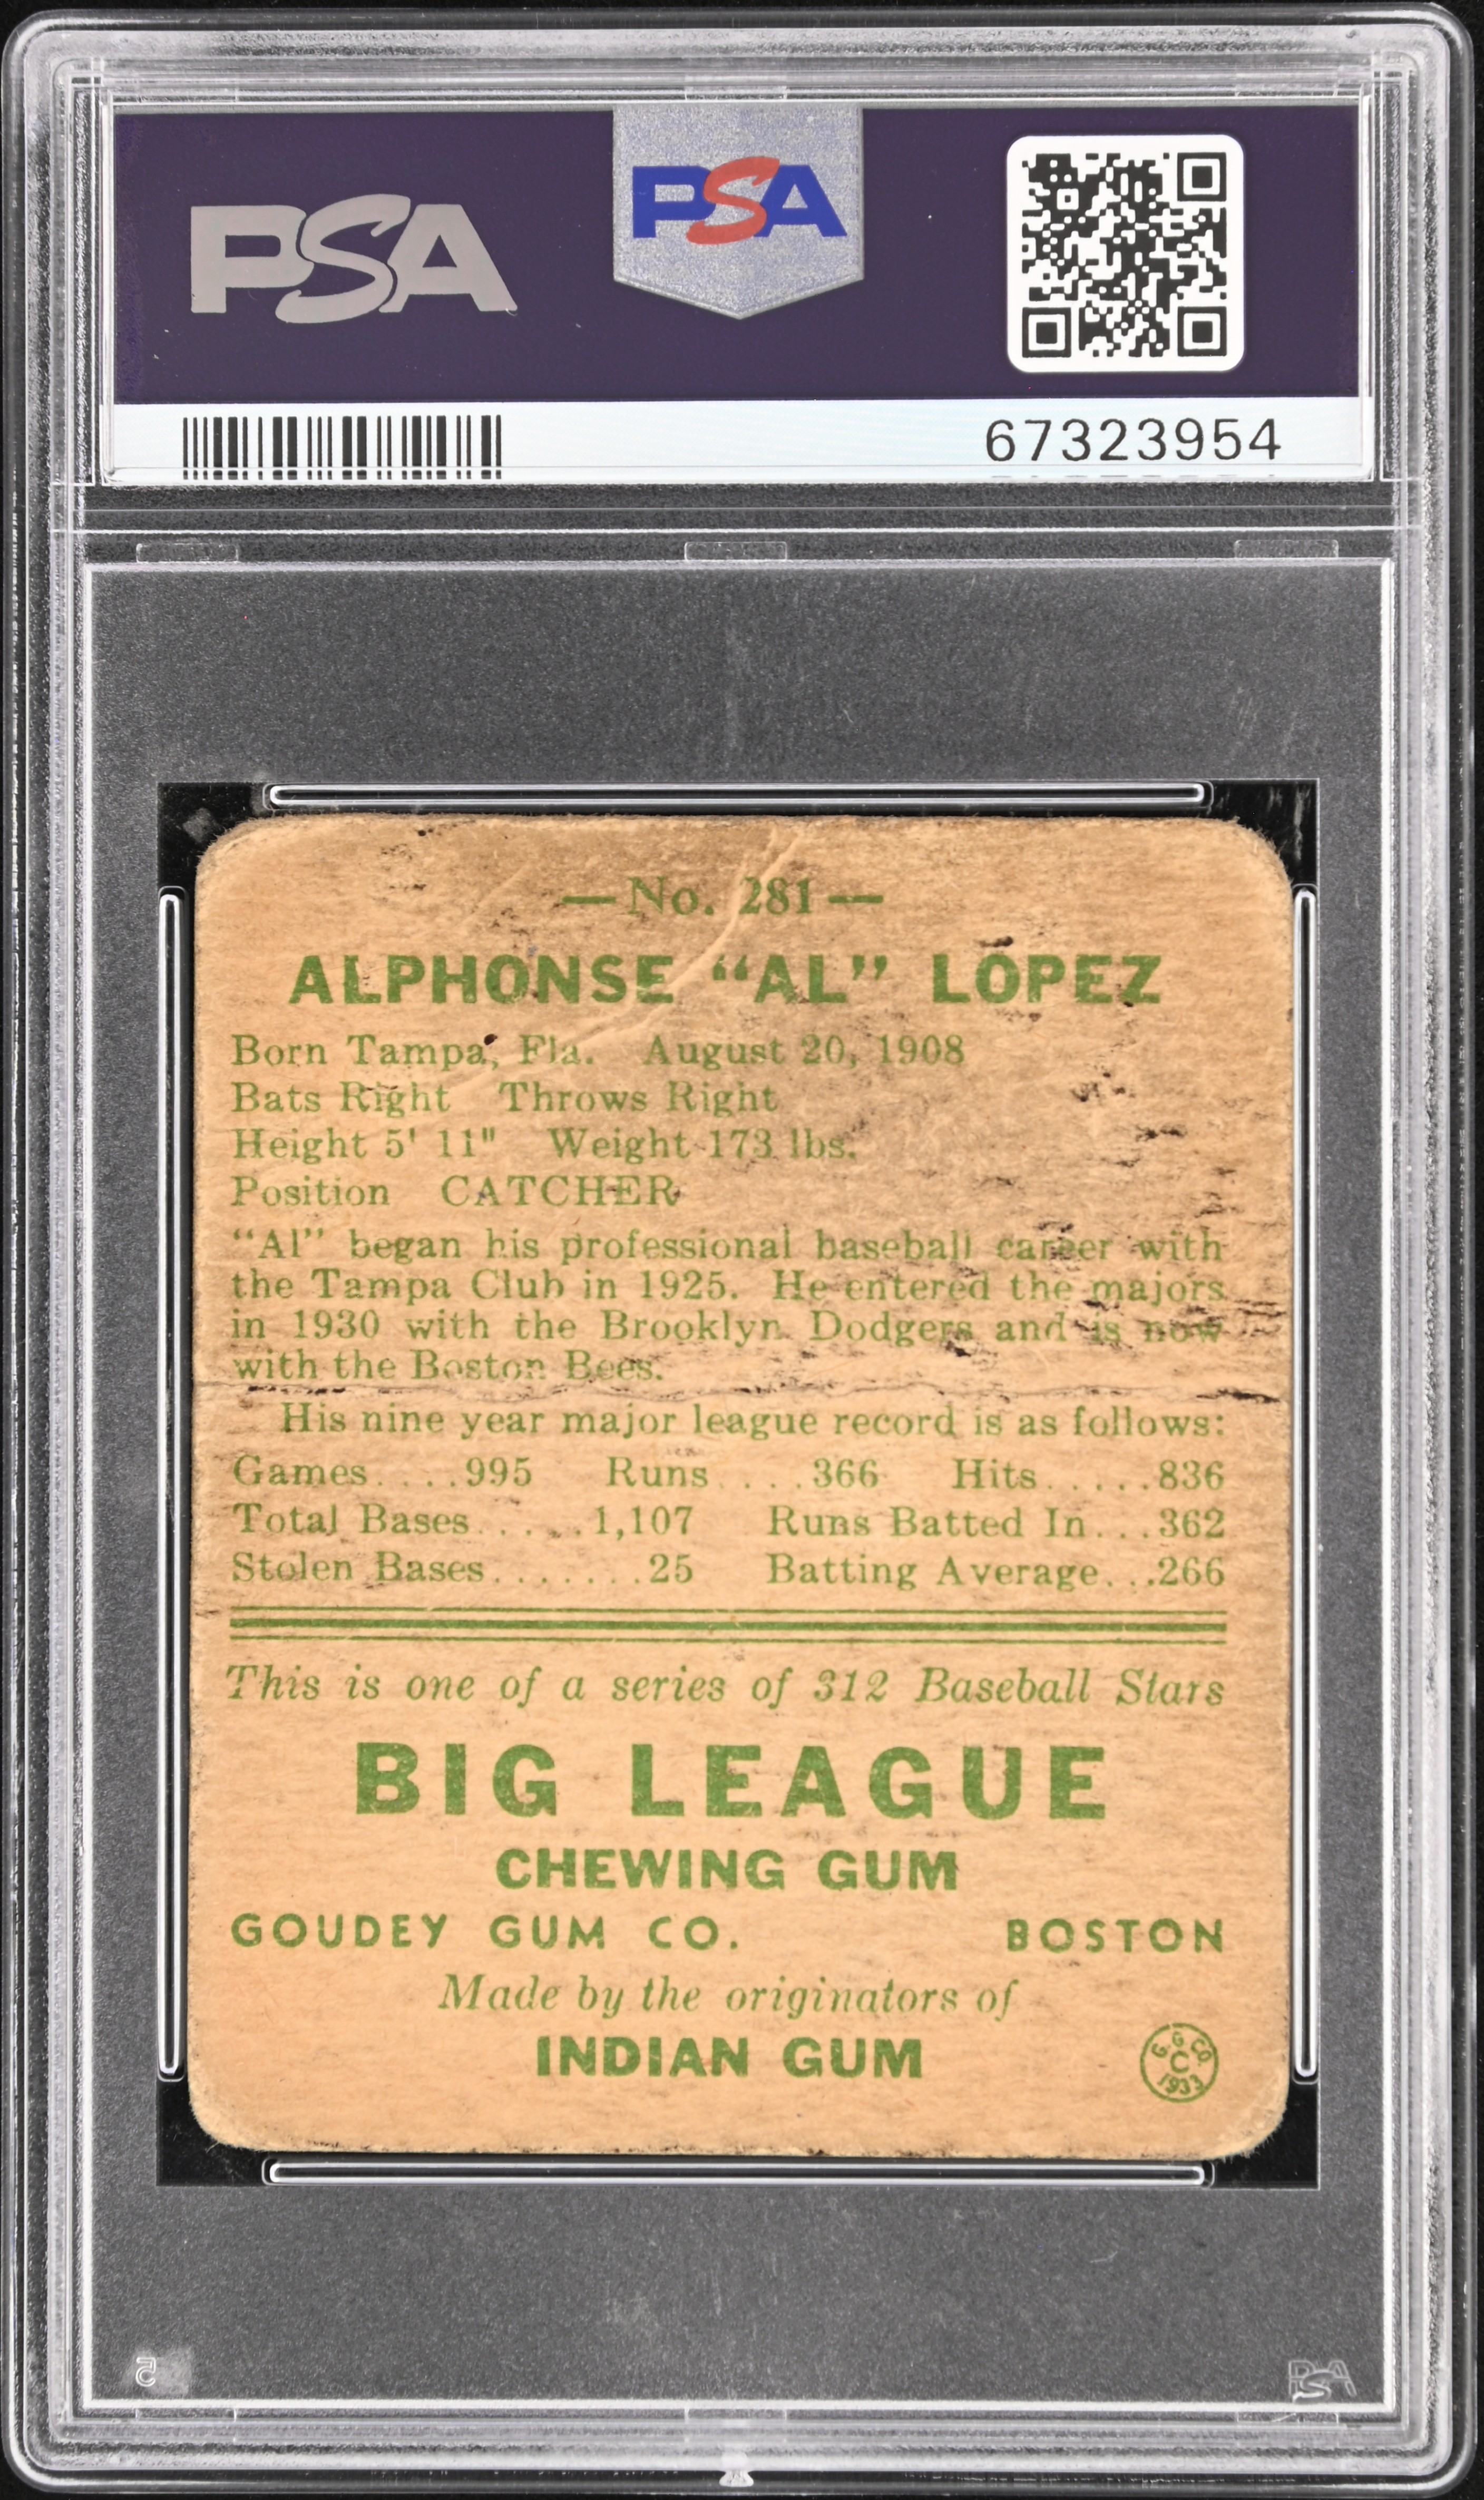 PSA
PSA
67323954
— No. 281 —
ALPHONSE “AL” LOPEZ
Born Tampa, Fla. August 20, 1908
Bats Right Throws Right
Height 5' 11" Weight 173 lbs.
Position CATCHER
“Al” began his professional baseball career with
the Tampa Club in 1925. He entered the majors
in 1930 with the Brooklyn Dodgers and is now
with the Boston Bees.
His nine year major league record is as follows:
Games....995 Runs....366 Hits.....836
Total Bases......1,107 Runs Batted In...362
Stolen Bases.......25 Batting Average...266
This is one of a series of 312 Baseball Stars
BIG LEAGUE
CHEWING GUM
GOUDEY GUM CO. BOSTON
Made by the originators of
INDIAN GUM
G. G. CO.
C
1933
5
PSA